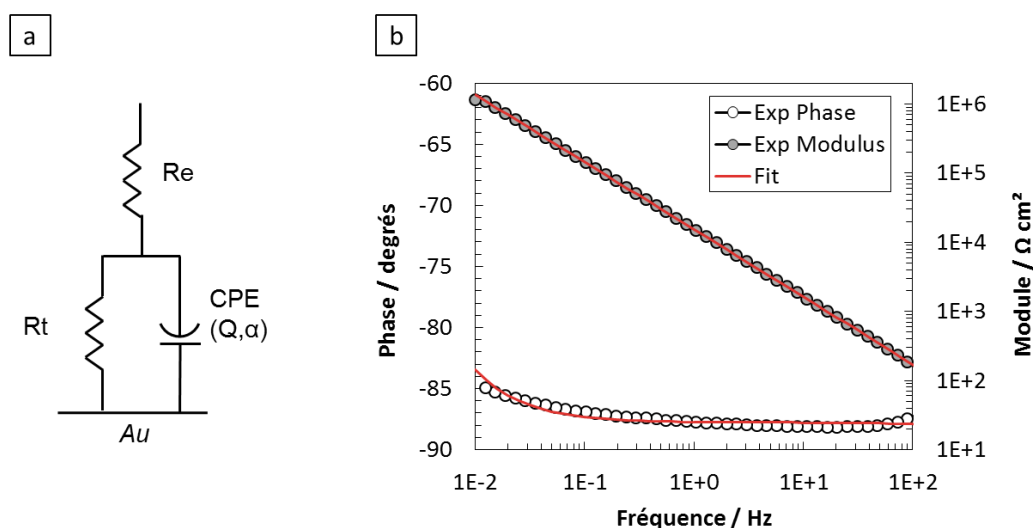 a
Re
Rt
CPE
(Q,α)
Au
b
Phase / degrés
-60
-65
-70
-75
-80
-85
-90
Exp Phase
Exp Modulus
Fit
1E+6
1E+5
1E+4
1E+3
1E+2
1E+1
Module / Ω cm²
1E-2
1E-1
1E+0
1E+1
1E+2
Fréquence / Hz